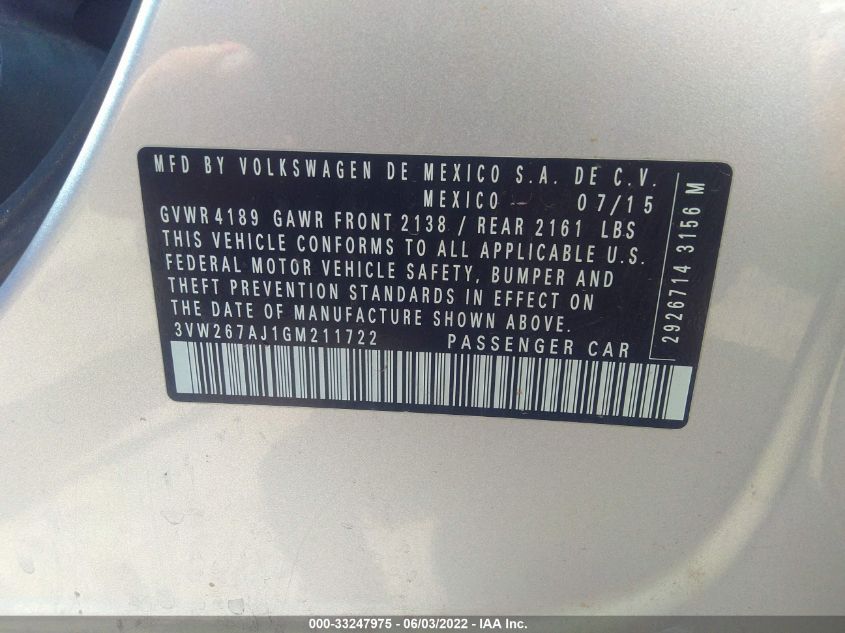 MFD BY VOLKSWAGEN DE MEXICO S.A. DE C.V.
MEXICO 07/15
GVWR 4189 GAWR FRONT 2138 / REAR 2161 LBS
THIS VEHICLE CONFORMS TO ALL APPLICABLE U.S.
FEDERAL MOTOR VEHICLE SAFETY, BUMPER AND
THEFT PREVENTION STANDARDS IN EFFECT ON
THE DATE OF MANUFACTURE SHOWN ABOVE.
3VW267AJ1GM211722 PASSENGER CAR
2926714 3156 M
000-33247975 - 06/03/2022 - IAA Inc.